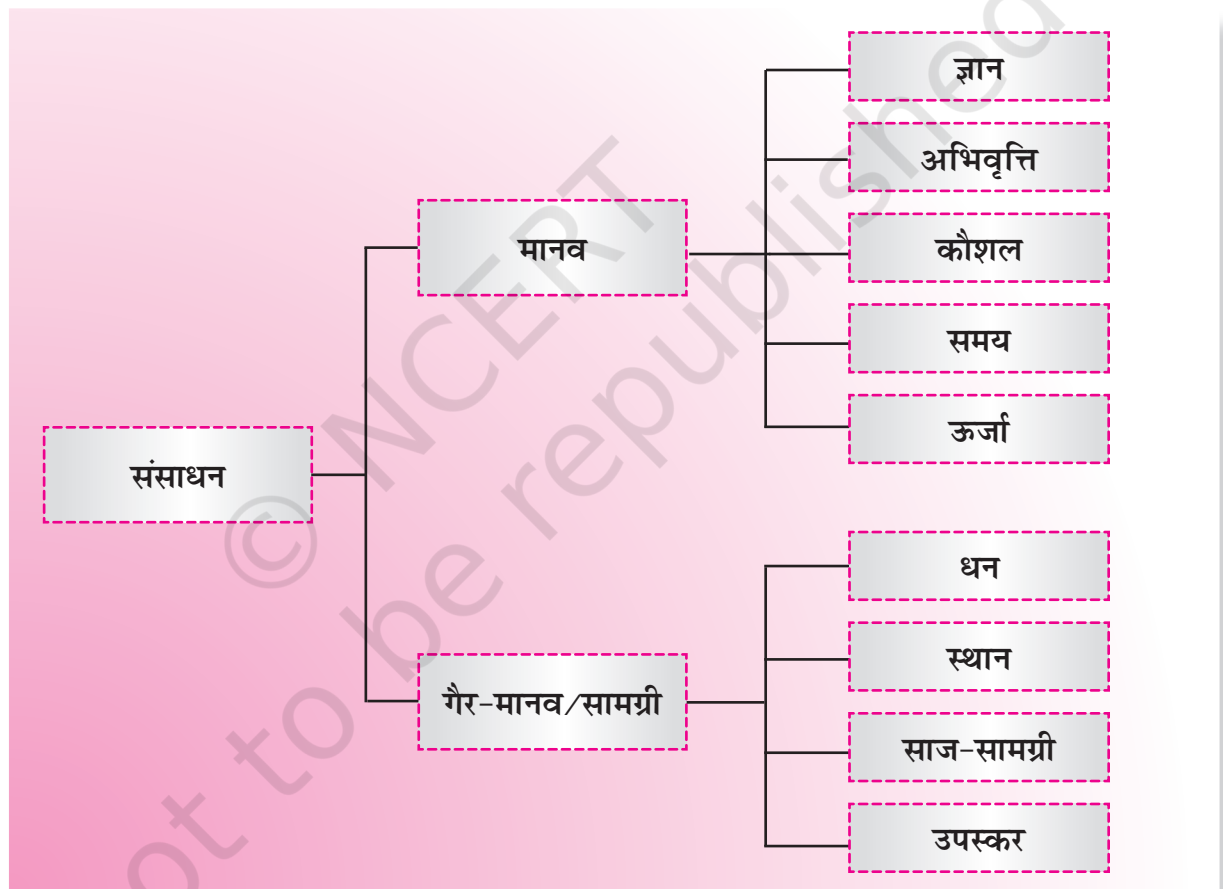 संसाधन
मानव
ज्ञान
अभिवृत्ति
कौशल
समय
ऊर्जा
गैर-मानव/सामग्री
धन
स्थान
साज-सामग्री
उपस्कर
© NCERT
not to be republished